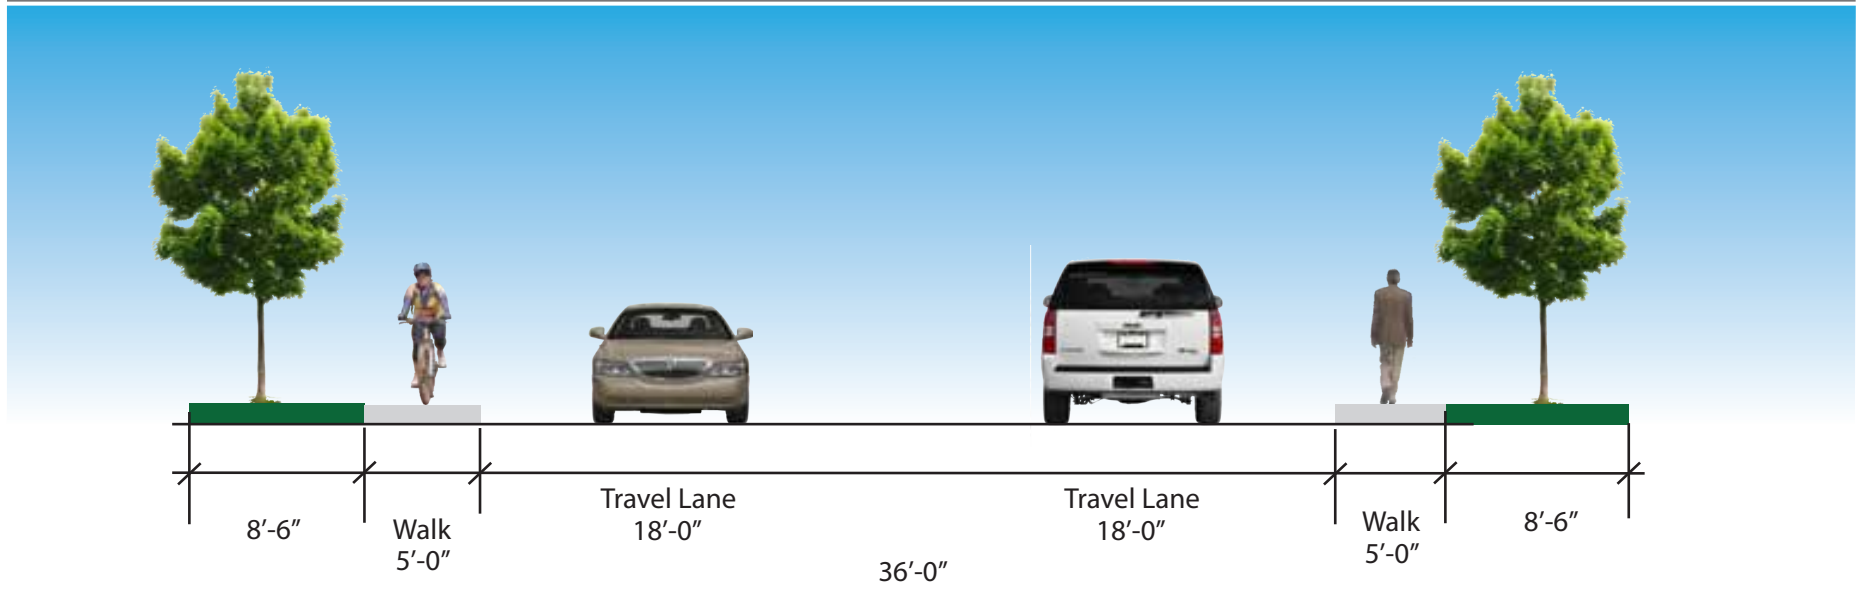 8’-6”
Walk
5’-0”
Travel Lane
18’-0”
36’-0”
Travel Lane
18’-0”
Walk
5’-0”
8’-6”